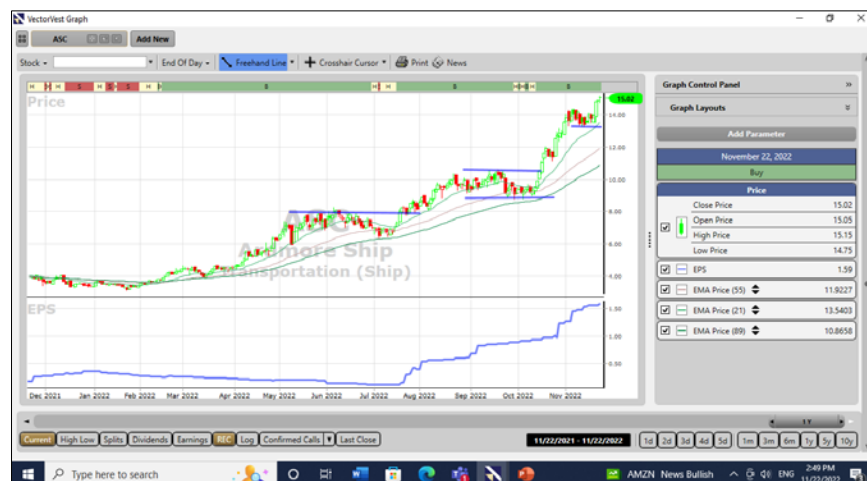 VectorVest Graph
ASC Add New
Stock End Of Day Freehand Line Crosshair Cursor Print News
H H H S H S S H H S H H H H H S
Price
15.02
14.00
12.00
10.00
8.00
6.00
4.00
ASC
Ardmore Ship
Transportation (Ship)
EPS
1.50
1.00
0.50
Dec 2021 Jan 2022 Feb 2022 Mar 2022 Apr 2022 May 2022 Jun 2022 Jul 2022 Aug 2022 Sep 2022 Oct 2022 Nov 2022
Graph Control Panel
Graph Layouts
Add Parameter
November 22, 2022
Buy
Price
Close Price 15.02
Open Price 15.05
High Price 15.15
Low Price 14.75
EPS 1.59
EMA Price (55) 11.9227
EMA Price (21) 13.5403
EMA Price (89) 10.8658
1 Y
Current High Low Splits Dividends Earnings REC Log Confirmed Calls Last Close 11/22/2021 - 11/22/2022 1d 2d 3d 4d 5d 1m 3m 6m 1y 5y 10y
Type here to search AMZN News Bullish ENG 2:49 PM
11/22/2022